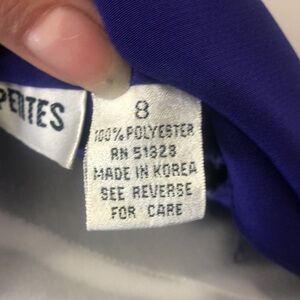 PETITES
8
100% POLYESTER
RN 51323
MADE IN KOREA
SEE REVERSE
FOR CARE